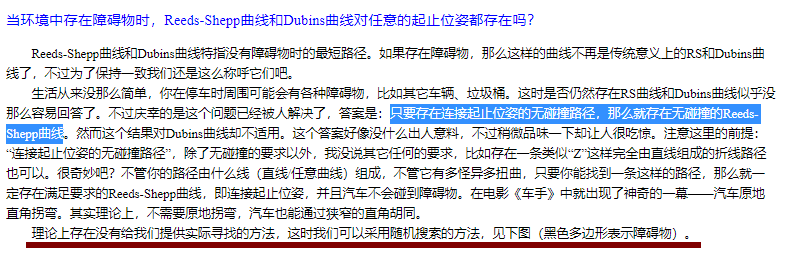 当环境中存在障碍物时，Reeds-Shepp曲线和Dubins曲线对任意的起止位姿都存在吗？
Reeds-Shepp曲线和Dubins曲线特指没有障碍物时的最短路径。如果存在障碍物，那么这样的曲线不再是传统意义上的RS和Dubins曲
线了，不过为了保持一致我们还是这么称呼它们吧。
生活从来没那么简单，你在停车时周围可能会有各种障碍物，比如其它车辆、垃圾桶。这时是否仍然存在RS曲线和Dubins曲线似乎没
那么容易回答了。不过庆幸的是这个问题已经被人解决了，答案是：只要存在连接起止位姿的无碰撞路径，那么就存在无碰撞的Reeds-
Shepp曲线。然而这个结果对Dubins曲线却不适用。这个答案好像没什么出人意料，不过稍微品味一下却让人很吃惊。注意这里的前提：
“连接起止位姿的无碰撞路径”，除了无碰撞的要求以外，我没说其它任何的要求，比如存在一条类似“Z”这样完全由直线组成的折线路径
也可以。很奇妙吧？不管你的路径由什么线（直线/任意曲线）组成，不管它有多怪异多扭曲，只要你能找到一条这样的路径，那么就一
定存在满足要求的Reeds-Shepp曲线，即连接起止位姿，并且汽车不会碰到障碍物。在电影《车手》中就出现了神奇的一幕——汽车原地
直角拐弯。其实理论上，不需要原地拐弯，汽车也能通过狭窄的直角胡同。
理论上存在没有给我们提供实际寻找的方法，这时我们可以采用随机搜索的方法，见下图（黑色多边形表示障碍物）。